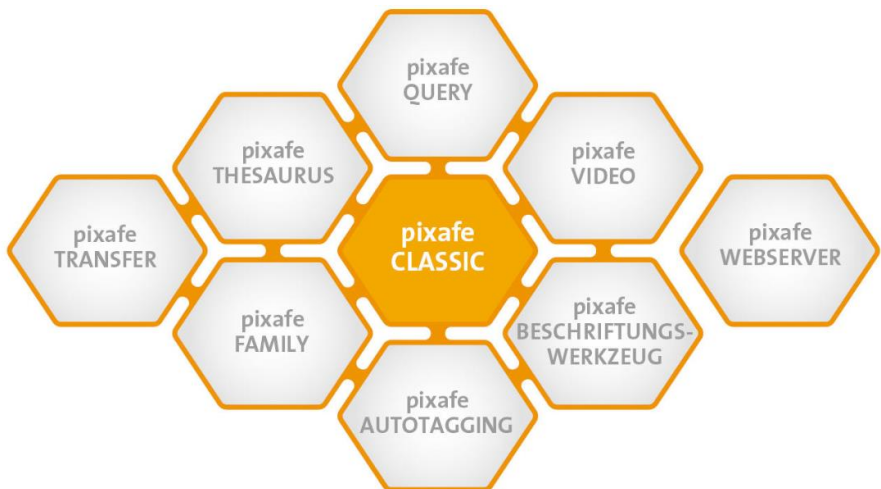 pixafe
QUERY
pixafe
THESAURUS
pixafe
VIDEO
pixafe
TRANSFER
pixafe
CLASSIC
pixafe
WEBSERVER
pixafe
FAMILY
pixafe
BESCHRIFTUNGS-
WERKZEUG
pixafe
AUTOTAGGING